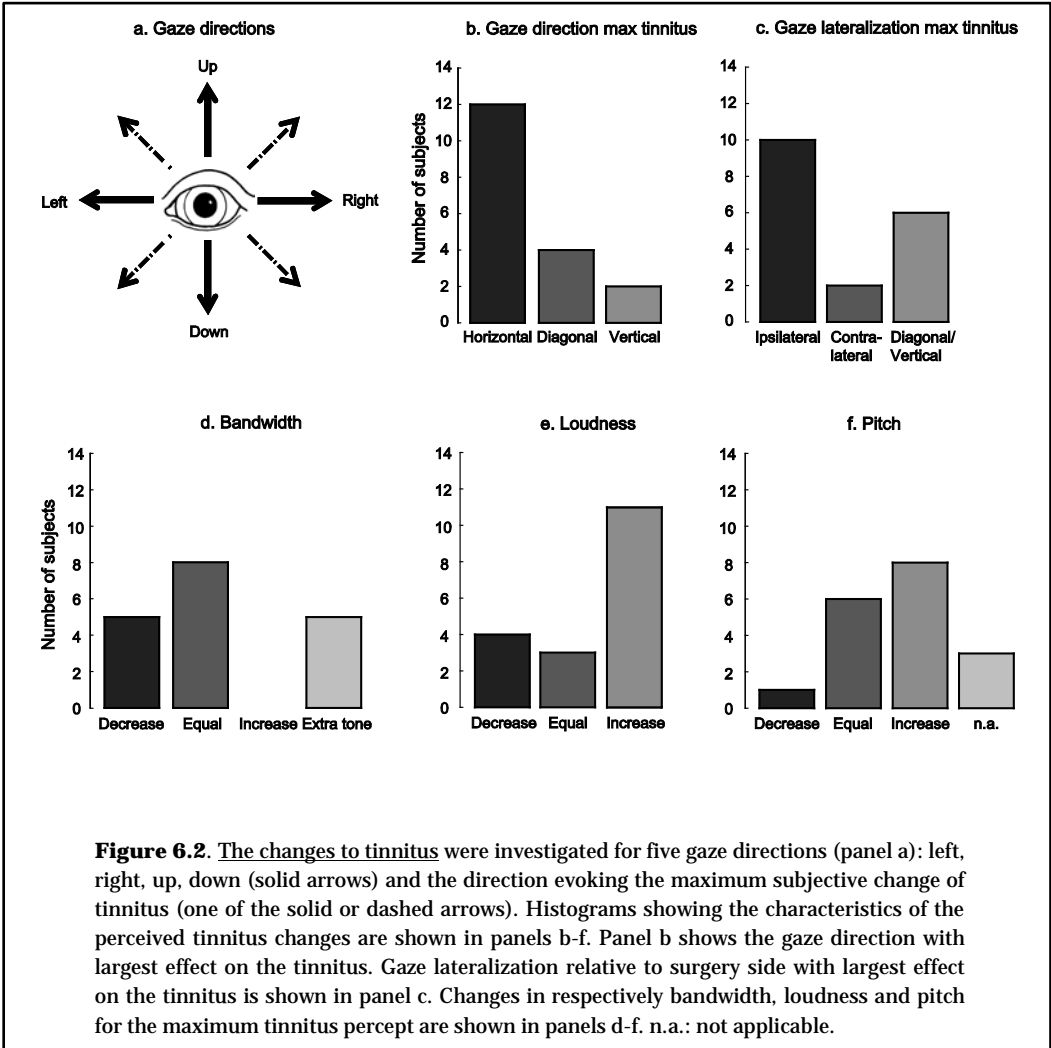 a. Gaze directions
Up
Left
Right
Down
b. Gaze direction max tinnitus
Number of subjects
14
12
10
8
6
4
2
0
Horizontal Diagonal Vertical
c. Gaze lateralization max tinnitus
14
12
10
8
6
4
2
0
Ipsilateral Contra- Diagonal/
lateral Vertical
d. Bandwidth
Number of subjects
14
12
10
8
6
4
2
0
Decrease Equal Increase Extra tone
e. Loudness
14
12
10
8
6
4
2
0
Decrease Equal Increase
f. Pitch
14
12
10
8
6
4
2
0
Decrease Equal Increase n.a.
Figure 6.2. The changes to tinnitus were investigated for five gaze directions (panel a): left,
right, up, down (solid arrows) and the direction evoking the maximum subjective change of
tinnitus (one of the solid or dashed arrows). Histograms showing the characteristics of the
perceived tinnitus changes are shown in panels b-f. Panel b shows the gaze direction with
largest effect on the tinnitus. Gaze lateralization relative to surgery side with largest effect
on the tinnitus is shown in panel c. Changes in respectively bandwidth, loudness and pitch
for the maximum tinnitus percept are shown in panels d-f. n.a.: not applicable.